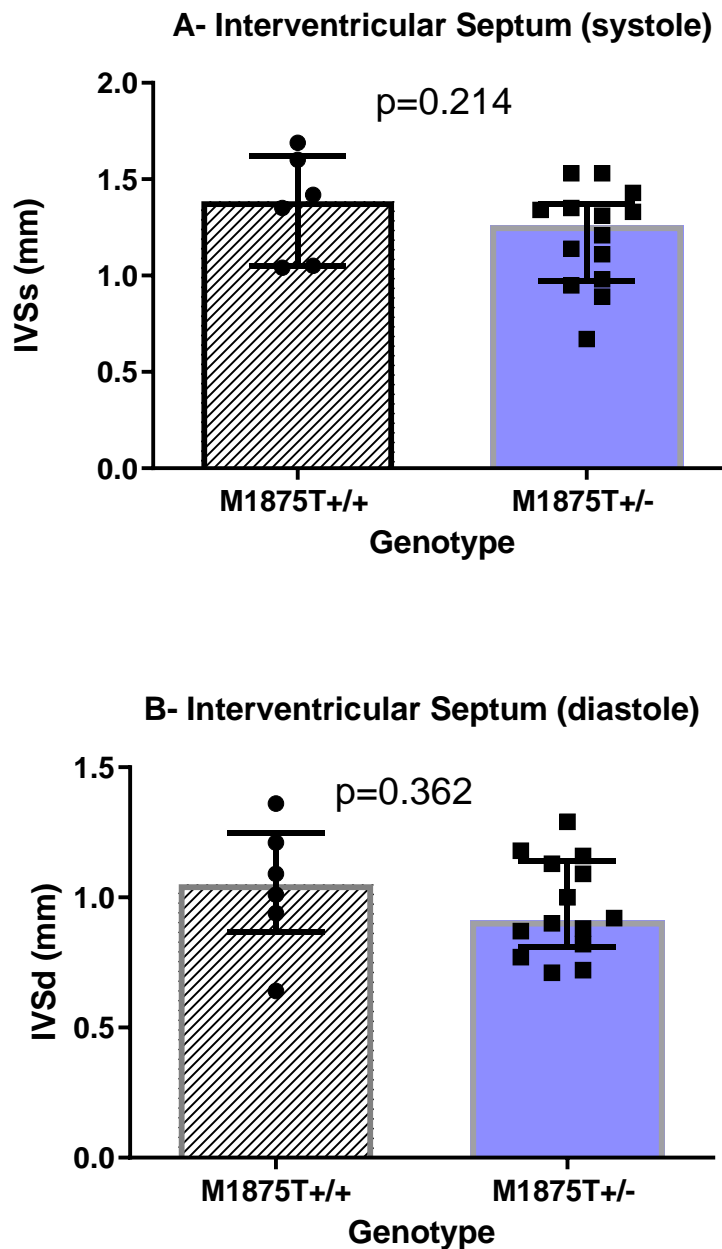 A- Interventricular Septum (systole)
2.0
p=0.214
1.5
1.0
0.5
0.0
IVSs (mm)
M1875T+/+
M1875T+/-
Genotype
B- Interventricular Septum (diastole)
1.5
p=0.362
1.0
0.5
0.0
IVSd (mm)
M1875T+/+
M1875T+/-
Genotype